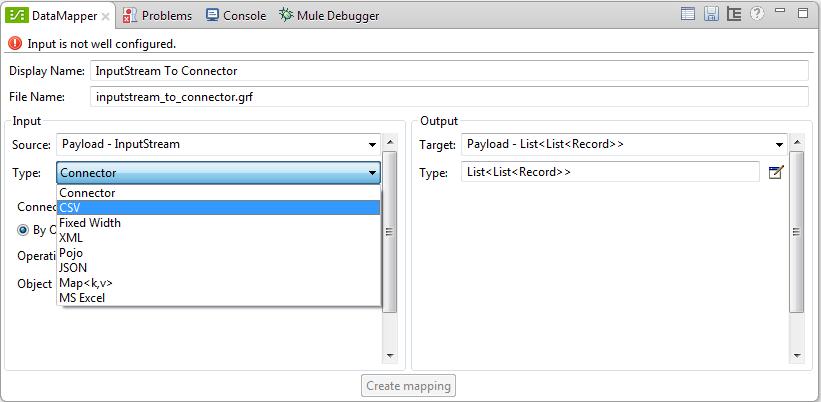 DataMapper Problems Console Mule Debugger
Input is not well configured.
Display Name: InputStream To Connector
File Name: inputstream_to_connector.grf
Input
Source: Payload - InputStream
Type: Connector
Connector
CSV
Connec
Fixed Width
By O
XML
Pojo
Operati
JSON
Object
Map<k,v>
MS Excel
Output
Target: Payload - List<List<Record>>
Type: List<List<Record>>
Create mapping